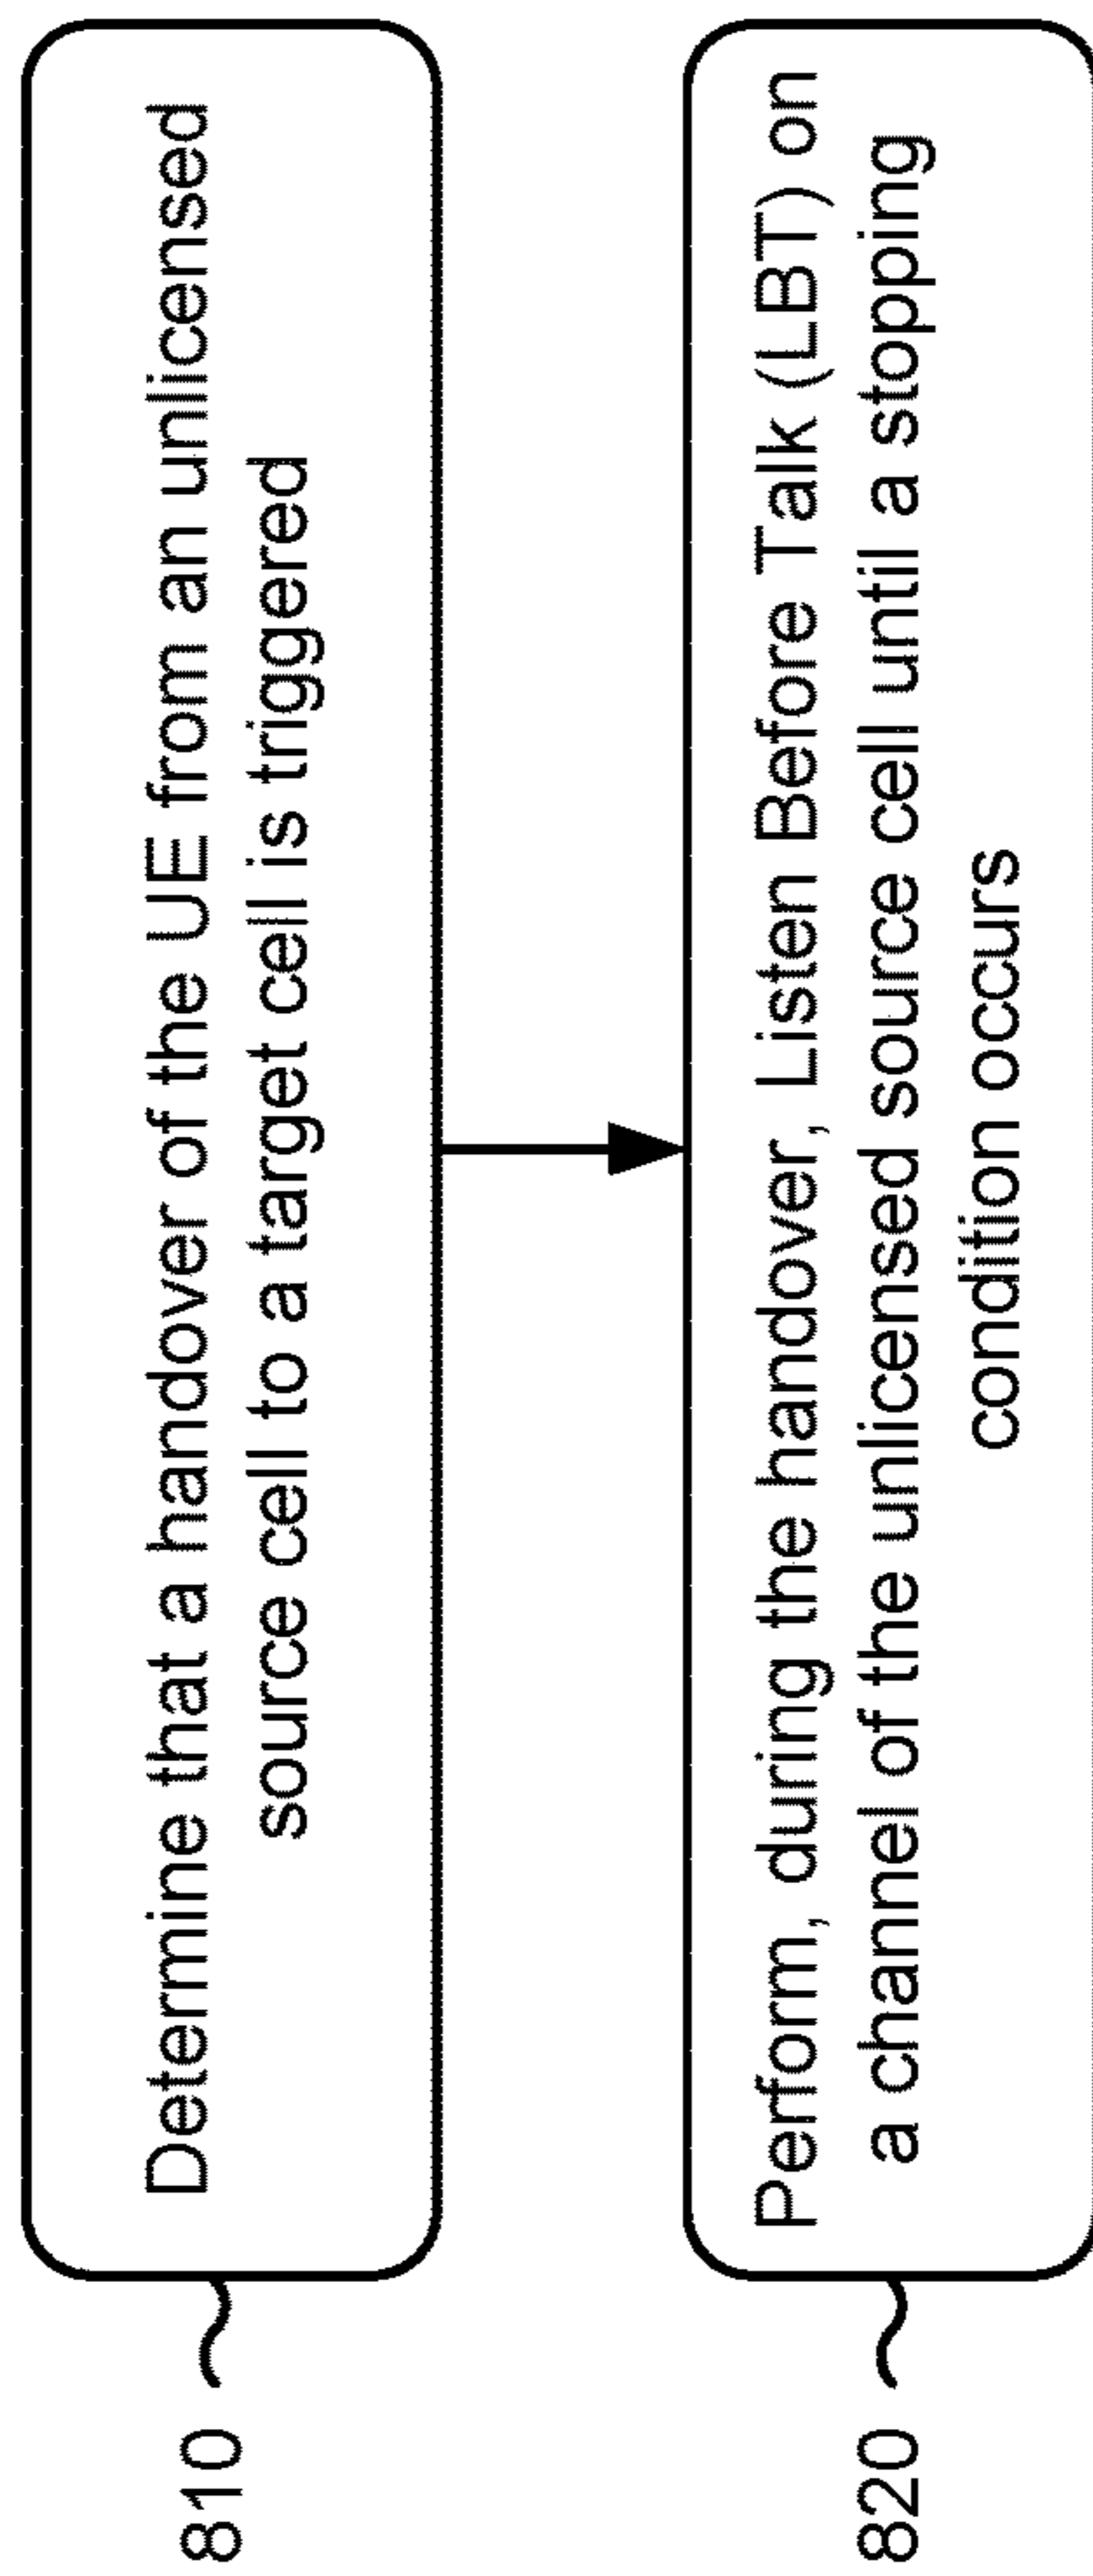 810
Determine that a handover of the UE from an unlicensed
source cell to a target cell is triggered
820
Perform, during the handover, Listen Before Talk (LBT) on
a channel of the unlicensed source cell until a stopping
condition occurs